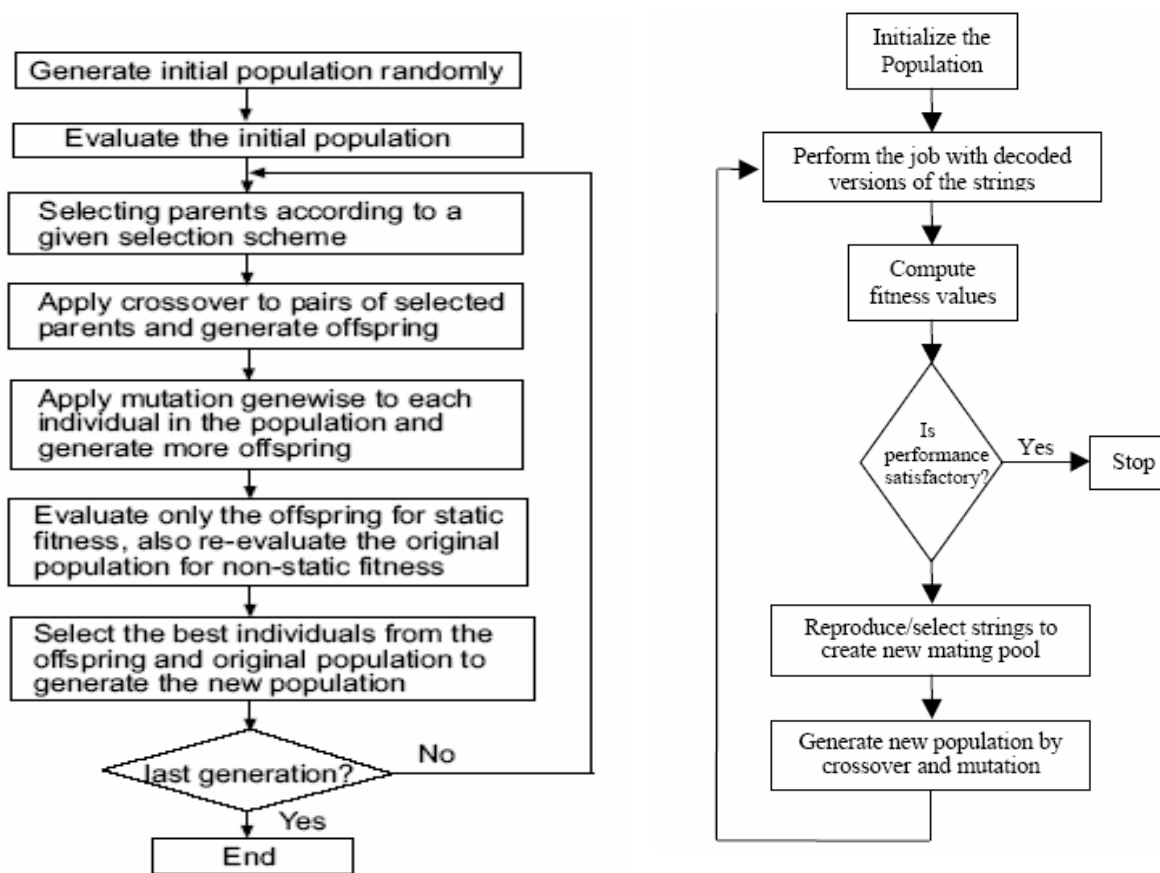 Generate initial population randomly
Evaluate the initial population
Selecting parents according to a
given selection scheme
Apply crossover to pairs of selected
parents and generate offspring
Apply mutation genewise to each
individual in the population and
generate more offspring
Evaluate only the offspring for static
fitness, also re-evaluate the original
population for non-static fitness
Select the best individuals from the
offspring and original population to
generate the new population
last generation?
No
Yes
End
Initialize the
Population
Perform the job with decoded
versions of the strings
Compute
fitness values
Is
performance
satisfactory?
Yes
Stop
Reproduce/select strings to
create new mating pool
Generate new population by
crossover and mutation